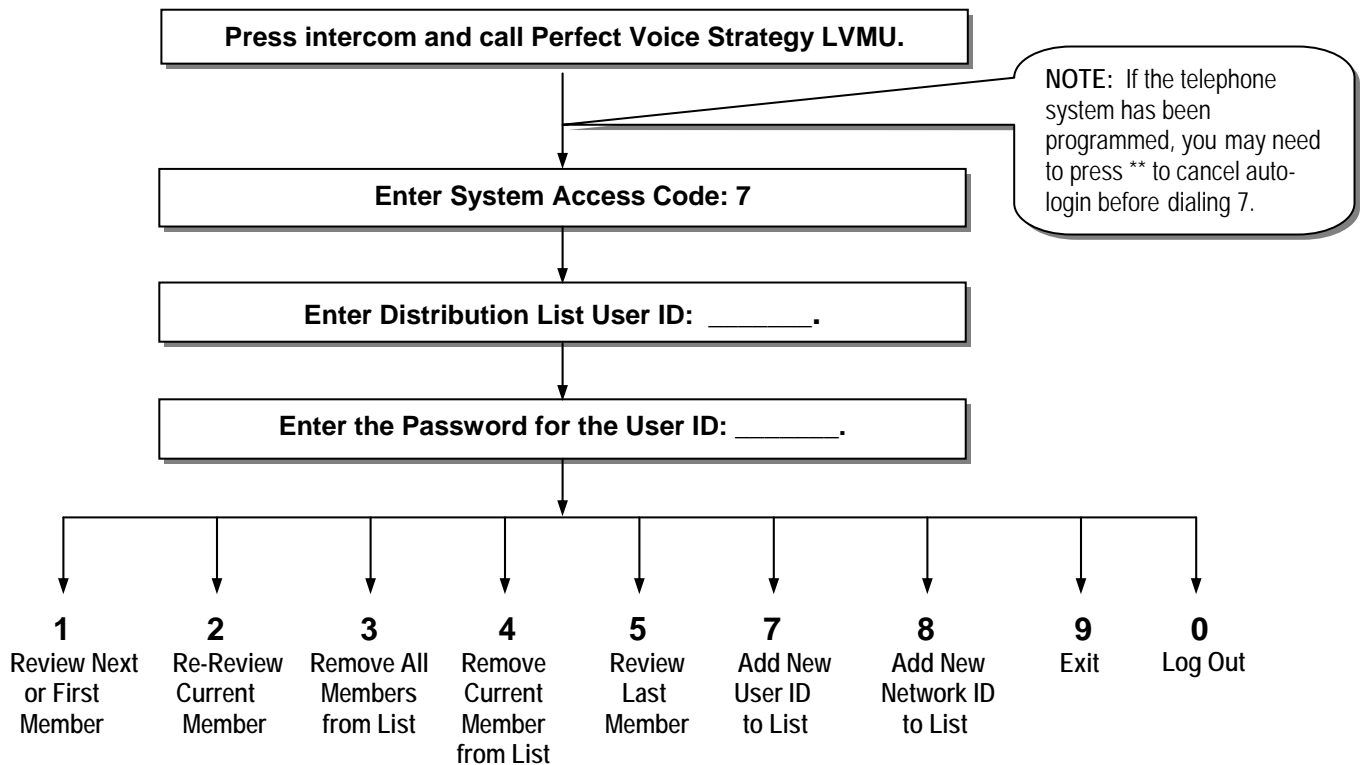 Press intercom and call Perfect Voice Strategy LVMU.
NOTE: If the telephone
system has been
programmed, you may need
to press ** to cancel auto-
login before dialing 7.
Enter System Access Code: 7
Enter Distribution List User ID: _______.
Enter the Password for the User ID: _______.
1
Review Next
or First
Member
2
Re-Review
Current
Member
3
Remove All
Members
from List
4
Remove
Current
Member
from List
5
Review
Last
Member
7
Add New
User ID
to List
8
Add New
Network ID
to List
9
Exit
0
Log Out